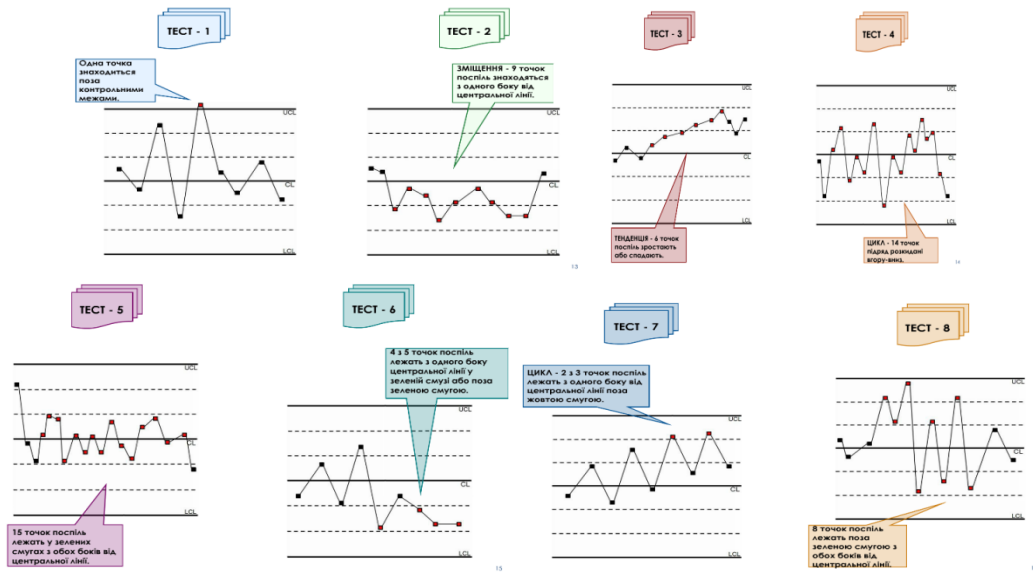 ТЕСТ - 1
Одна точка
знаходиться
поза
контрольними
межами.
UCL
CL
LCL
ТЕСТ - 2
ЗМІЩЕННЯ - 9 точок
поспіль знаходяться
з одного боку від
центральної лінії.
UCL
CL
LCL
13
ТЕСТ - 3
UCL
CL
LCL
ТЕНДЕНЦІЯ - 6 точок
поспіль зростають
або спадають.
ТЕСТ - 4
UCL
CL
LCL
ЦИКЛ - 14 точок
підряд розкидані
вгору-вниз.
ТЕСТ - 5
UCL
CL
LCL
15 точок поспіль
лежать у зелених
смугах з обох боків від
центральної лінії.
ТЕСТ - 6
4 з 5 точок поспіль
лежать з одного боку
центральної лінії у
зеленій смузі або поза
зеленою смугою.
UCL
CL
LCL
15
ТЕСТ - 7
ЦИКЛ - 2 з 3 точок поспіль
лежать з одного боку від
центральної лінії поза
жовтою смугою.
UCL
CL
LCL
ТЕСТ - 8
UCL
CL
LCL
8 точок поспіль
лежать поза
зеленою смугою з
обох боків від
центральної лінії.